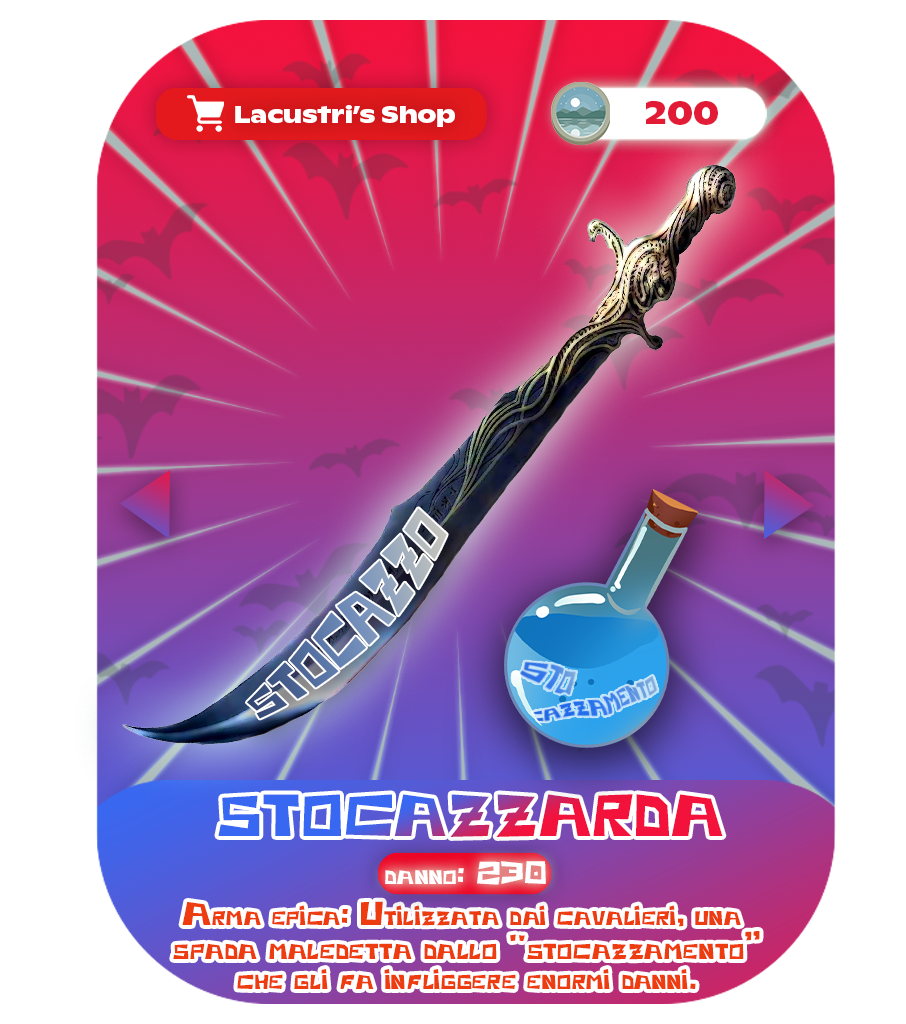 Lacustri's Shop
200
STOCAZZO
STO
CAZZAMENTO
STOCAZZARDA
DANNO: 230
ARMA EPICA: UTILIZZATA DAI CAVALIERI, UNA
SPADA MALEDETTA DALLO "STOCAZZAMENTO"
CHE GLI FA INFLIGGERE ENORMI DANNI.